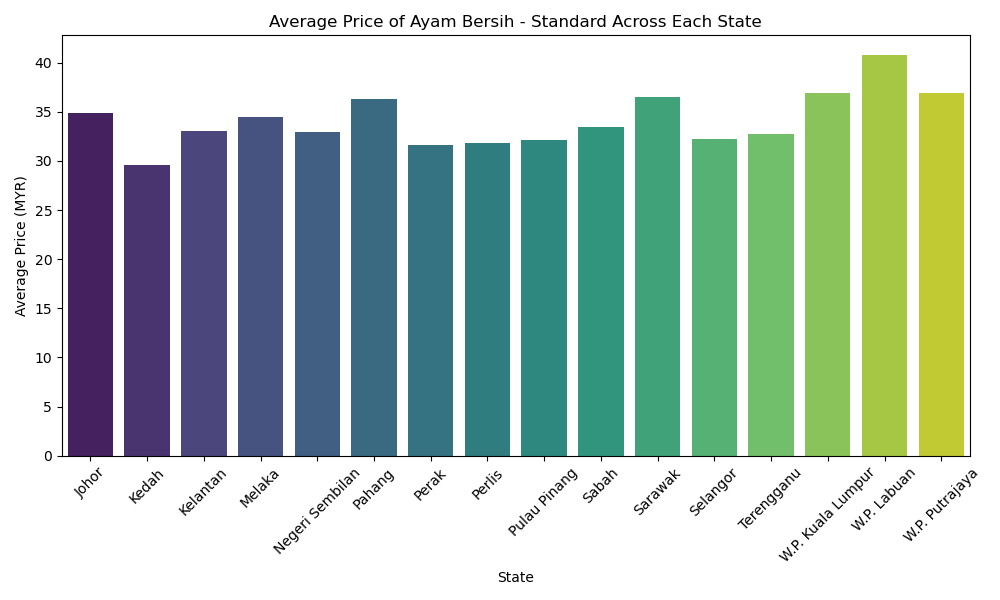 Average Price of Ayam Bersih - Standard Across Each State
Average Price (MYR)
40
35
30
25
20
15
10
5
0
Johor
Kedah
Kelantan
Melaka
Negeri Sembilan
Pahang
Perak
Perlis
Pulau Pinang
Sabah
Sarawak
Selangor
Terengganu
W.P. Kuala Lumpur
W.P. Labuan
W.P. Putrajaya
State